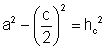 a² − (c/2)² = h_c²